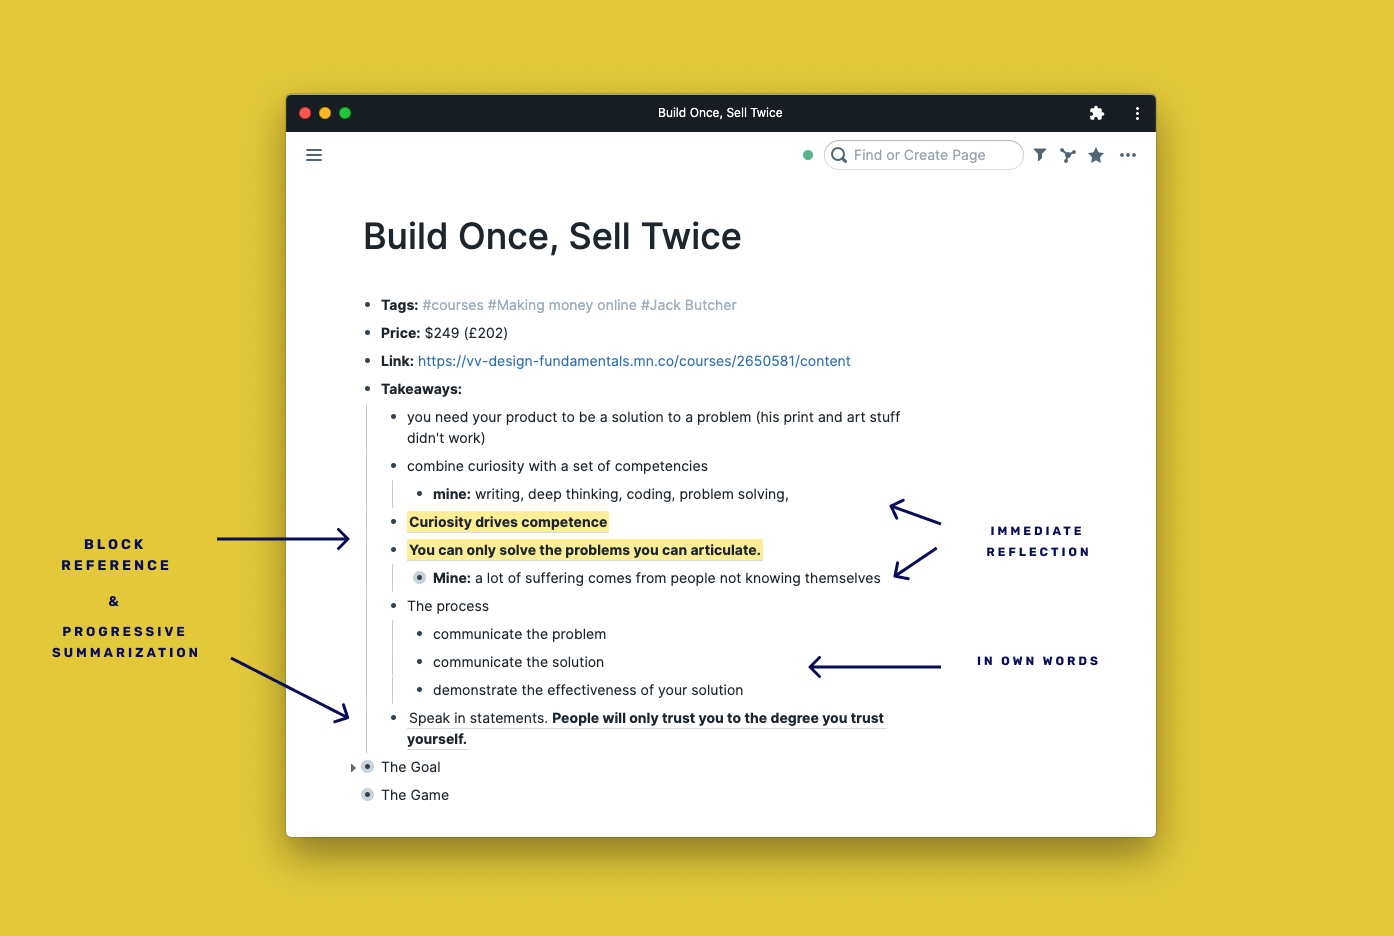 Build Once, Sell Twice
Find or Create Page
Build Once, Sell Twice
Tags: #courses #Making money online #Jack Butcher
Price: $249 (£202)
Link: https://vv-design-fundamentals.mn.co/courses/2650581/content
Takeaways:
you need your product to be a solution to a problem (his print and art stuff
didn't work)
combine curiosity with a set of competencies
mine: writing, deep thinking, coding, problem solving,
Curiosity drives competence
You can only solve the problems you can articulate.
Mine: a lot of suffering comes from people not knowing themselves
The process
communicate the problem
communicate the solution
demonstrate the effectiveness of your solution
Speak in statements. People will only trust you to the degree you trust
yourself.
The Goal
The Game
BLOCK
REFERENCE
&
PROGRESSIVE
SUMMARIZATION
IMMEDIATE
REFLECTION
IN OWN WORDS